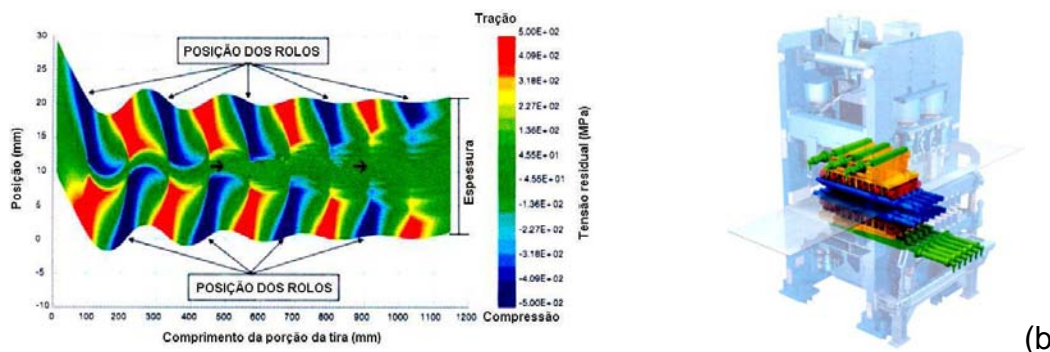 Tração
POSIÇÃO DOS ROLOS
Posição (mm)
30
25
20
15
10
5
0
-5
-10
0 100 200 300 400 500 600 700 800 900 1000 1100 1200
Comprimento da porção da tira (mm)
POSIÇÃO DOS ROLOS
Espessura
5.00E+02
4.09E+02
3.18E+02
2.27E+02
1.36E+02
4.55E+01
-4.55E+01
-1.36E+02
-2.27E+02
-3.18E+02
-4.09E+02
-5.00E+02
Tensão residual (MPa)
Compressão
(b